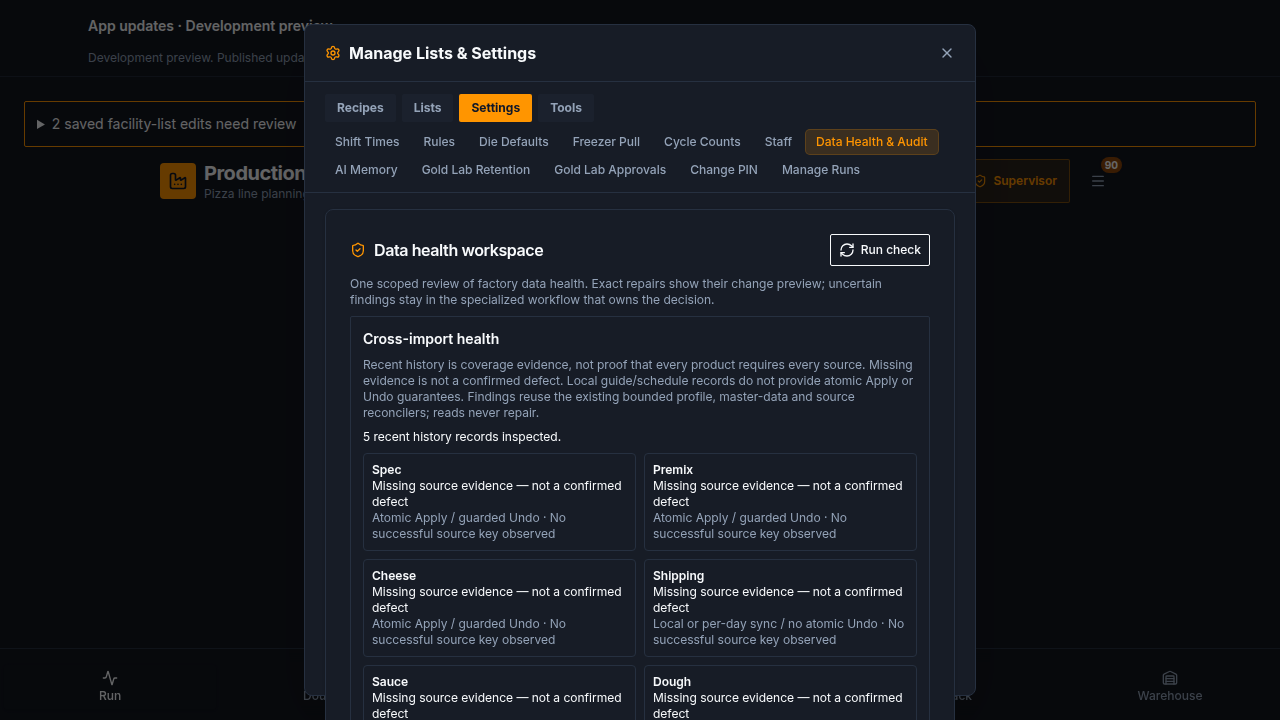 App updates · Development preview
Development preview. Published upda
Manage Lists & Settings
Recipes Lists Settings Tools
2 saved facility-list edits need review
Shift Times Rules Die Defaults Freezer Pull Cycle Counts Staff Data Health & Audit
AI Memory Gold Lab Retention Gold Lab Approvals Change PIN Manage Runs
Production
Pizza line planning
Supervisor
90
Data health workspace
Run check
One scoped review of factory data health. Exact repairs show their change preview; uncertain
findings stay in the specialized workflow that owns the decision.
Cross-import health
Recent history is coverage evidence, not proof that every product requires every source. Missing
evidence is not a confirmed defect. Local guide/schedule records do not provide atomic Apply or
Undo guarantees. Findings reuse the existing bounded profile, master-data and source
reconcilers; reads never repair.
5 recent history records inspected.
Spec
Missing source evidence — not a confirmed
defect
Atomic Apply / guarded Undo · No
successful source key observed
Premix
Missing source evidence — not a confirmed
defect
Atomic Apply / guarded Undo · No
successful source key observed
Cheese
Missing source evidence — not a confirmed
defect
Atomic Apply / guarded Undo · No
successful source key observed
Shipping
Missing source evidence — not a confirmed
defect
Local or per-day sync / no atomic Undo · No
successful source key observed
Sauce
Missing source evidence — not a confirmed
defect
Dough
Missing source evidence — not a confirmed
defect
Run
Warehouse